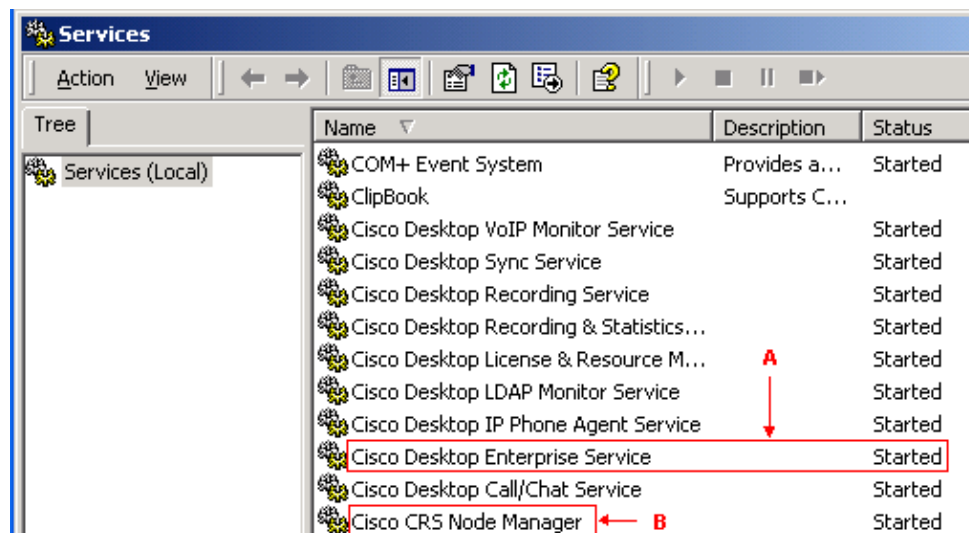 Services
Action View
Tree
Name Description Status
Services (Local)
COM+ Event System Provides a... Started
ClipBook Supports C...
Cisco Desktop VoIP Monitor Service Started
Cisco Desktop Sync Service Started
Cisco Desktop Recording Service Started
Cisco Desktop Recording & Statistics... Started
Cisco Desktop License & Resource M... Started
A
Cisco Desktop LDAP Monitor Service Started
Cisco Desktop IP Phone Agent Service Started
Cisco Desktop Enterprise Service Started
Cisco Desktop Call/Chat Service Started
Cisco CRS Node Manager B Started